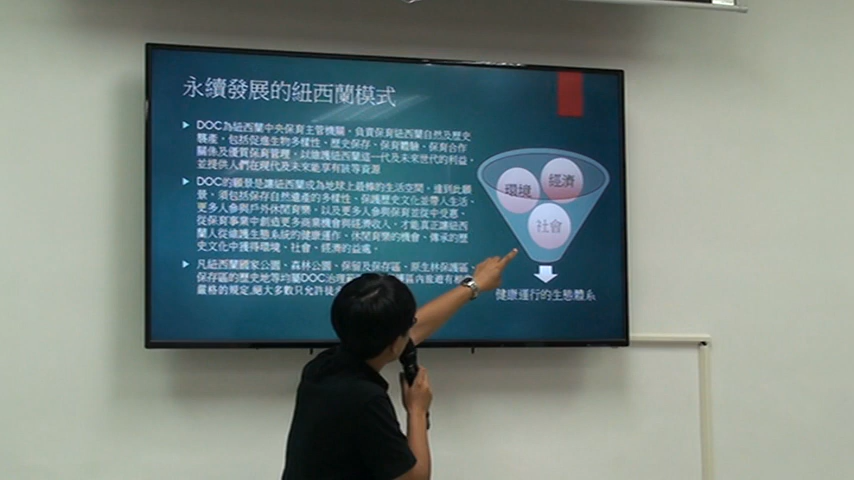 永續發展的紐西蘭模式
DOC為紐西蘭中央保育主管機關，負責保育紐西蘭自然及歷史
襲產，包括促進生物多樣性、歷史保存、保育體驗、保育合作
關係及優質保育管理，以維護紐西蘭這一代及未來世代的利益，
並提供人們在現代及未來能享有該等資源
DOC的願景是讓紐西蘭成為地球上最棒的生活空間，達到此願
景，須包括保存自然遺產的多樣性、保護歷史文化並帶人生活、
更多人參與戶外休閒育樂，以及更多人參與保育並從中受惠、
從保育事業中創造更多商業機會與經濟收入，才能真正讓紐西
蘭人從維護生態系統的健康運作、休閒育樂的機會、傳承的歷
史文化中獲得環境、社會、經濟的益處。
凡紐西蘭國家公園、森林公園、保留及保存區、原生林保護區
保存區的歷史地等均屬DOC治理 區內旅遊有
嚴格的規定,絕大多數只允許徒
環境
經濟
社會
健康運行的生態體系